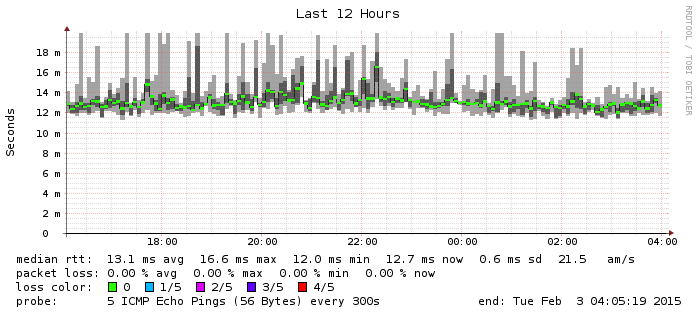 Last 12 Hours
RRDTOOL / TOBI OETIKER
Seconds
18 m
16 m
14 m
12 m
10 m
8 m
6 m
4 m
2 m
0
18:00 20:00 22:00 00:00 02:00 04:00
median rtt: 13.1 ms avg 16.6 ms max 12.0 ms min 12.7 ms now 0.6 ms sd 21.5 am/s
packet loss: 0.00 % avg 0.00 % max 0.00 % min 0.00 % now
loss color: 0 1/5 2/5 3/5 4/5
probe: 5 ICMP Echo Pings (56 Bytes) every 300s end: Tue Feb 3 04:05:19 2015